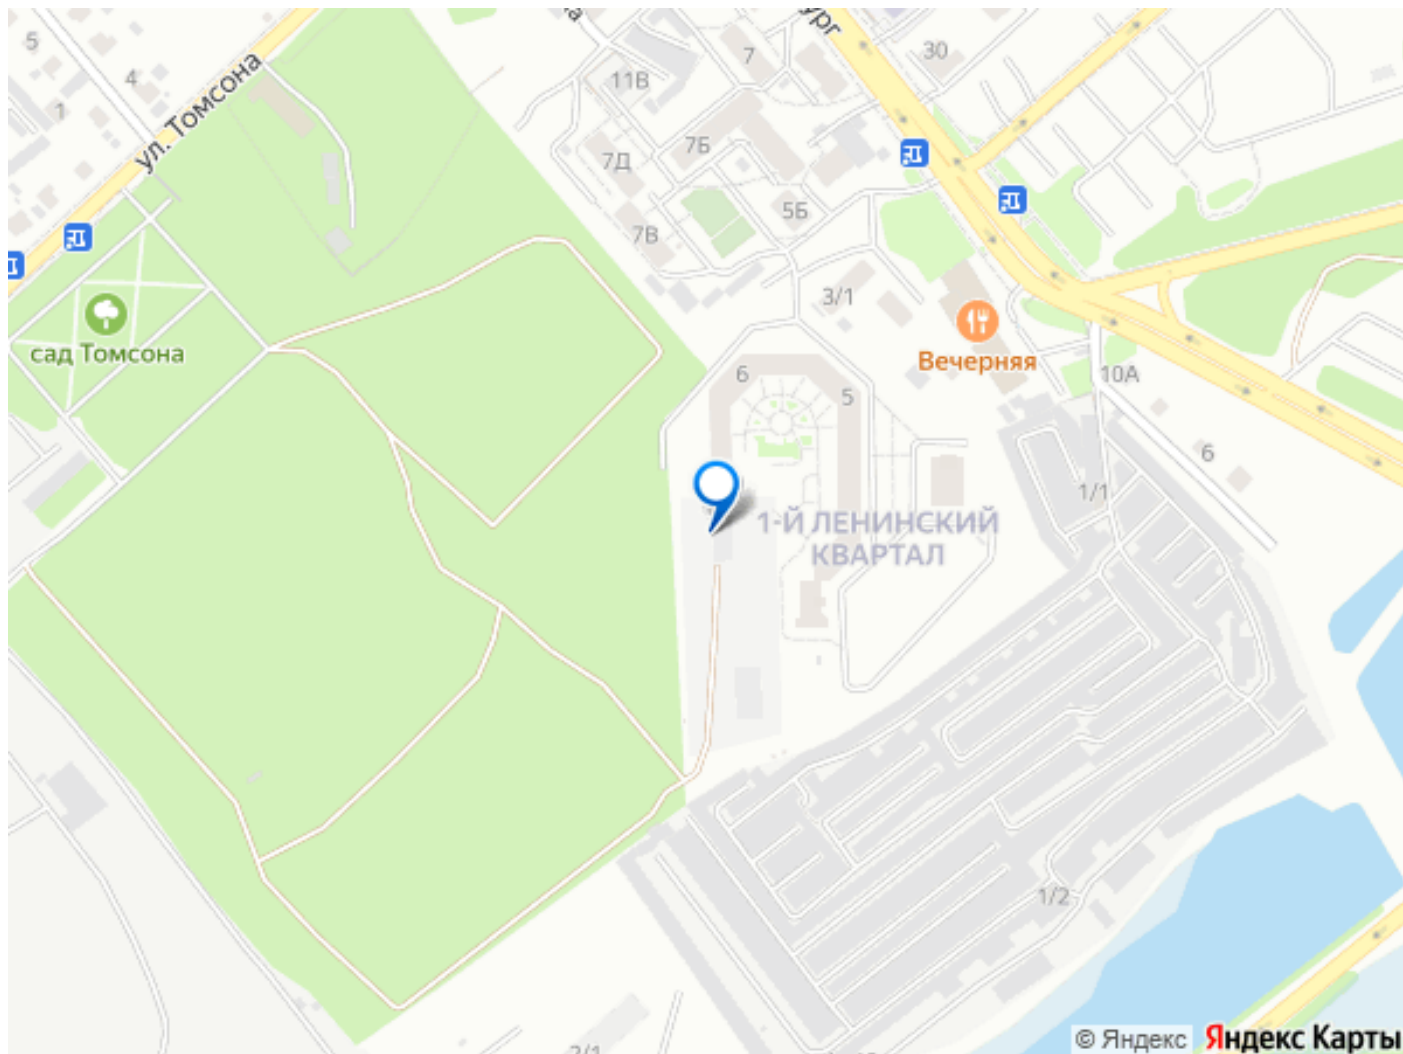 5
4
1
ул. Томсона
сад Томсона
11В
7
7Б
7Д
7В
5Б
30
3/1
Вечерняя
10А
6
5
6
1/1
1-Й ЛЕНИНСКИЙ
КВАРТАЛ
1/2
© Яндекс
Яндекс Карты